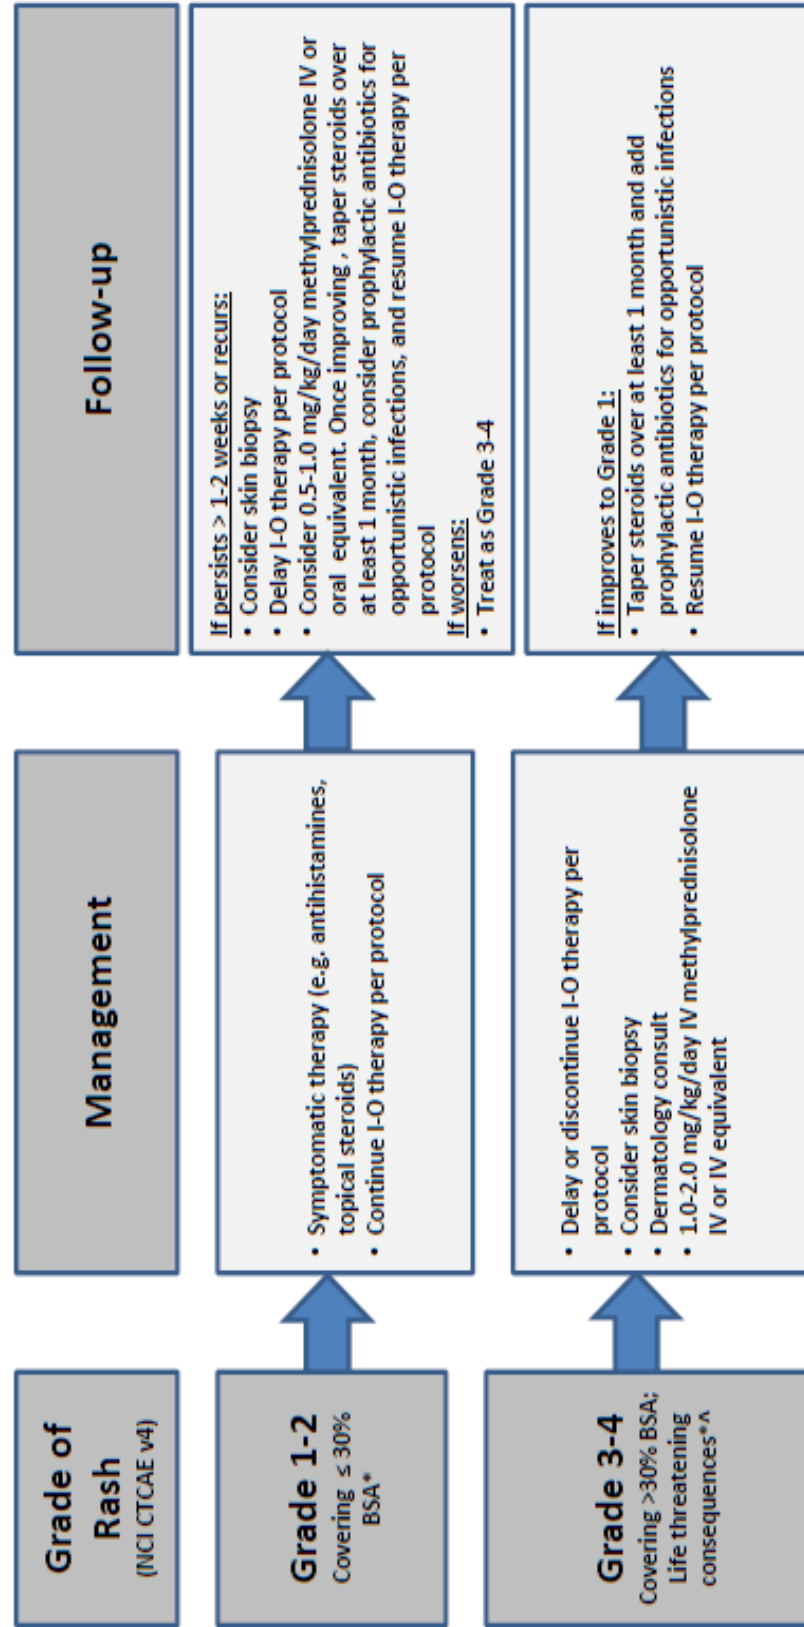 Grade of
Rash
(NCI CTCAE v4)
Management
Follow-up
Grade 1-2
Covering ≤ 30%
BSA*
• Symptomatic therapy (e.g. antihistamines,
topical steroids)
• Continue I-O therapy per protocol
If persists > 1-2 weeks or recurs:
• Consider skin biopsy
• Delay I-O therapy per protocol
• Consider 0.5-1.0 mg/kg/day methylprednisolone IV or
oral equivalent. Once improving , taper steroids over
at least 1 month, consider prophylactic antibiotics for
opportunistic infections, and resume I-O therapy per
protocol
If worsens:
• Treat as Grade 3-4
Grade 3-4
Covering >30% BSA;
Life threatening
consequences*^
• Delay or discontinue I-O therapy per
protocol
• Consider skin biopsy
• Dermatology consult
• 1.0-2.0 mg/kg/day IV methylprednisolone
IV or IV equivalent
If improves to Grade 1:
• Taper steroids over at least 1 month and add
prophylactic antibiotics for opportunistic infections
• Resume I-O therapy per protocol